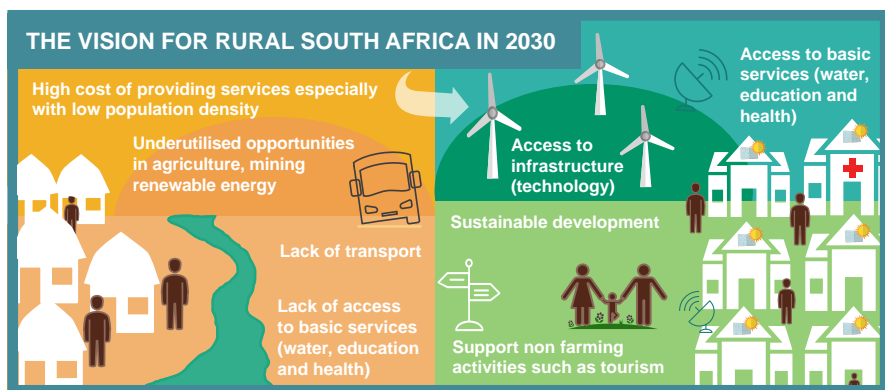 THE VISION FOR RURAL SOUTH AFRICA IN 2030
High cost of providing services especially
with low population density
Underutilised opportunities
in agriculture, mining
renewable energy
Lack of transport
Lack of access
to basic services
(water, education
and health)
Access to basic
services (water,
education and
health)
Access to
infrastructure
(technology)
Sustainable development
Support non farming
activities such as tourism